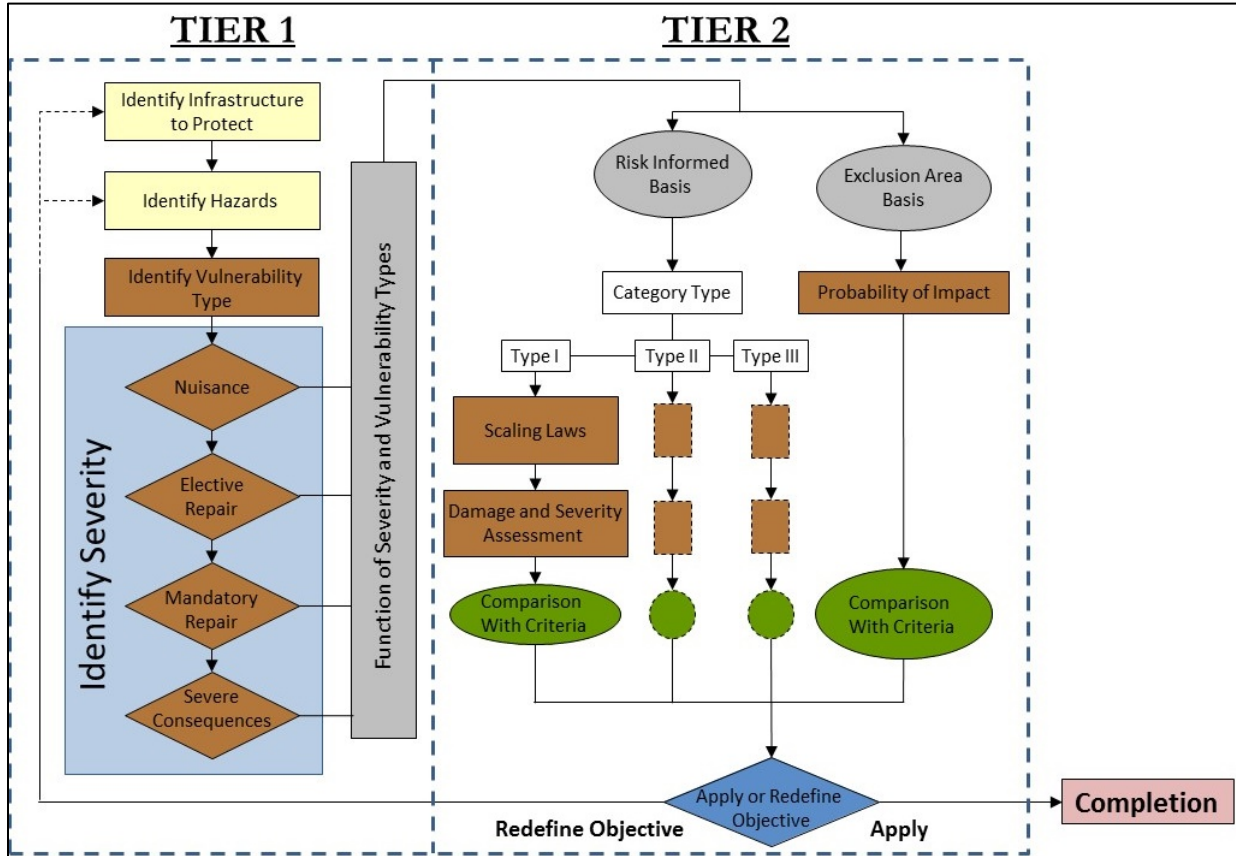 TIER 1
TIER 2
Identify Infrastructure
to Protect
Identify Hazards
Identify Vulnerability
Type
Identify Severity
Nuisance
Elective
Repair
Mandatory
Repair
Severe
Consequences
Function of Severity and Vulnerability Types
Risk Informed
Basis
Exclusion Area
Basis
Category Type
Probability of Impact
Type I
Type II
Type III
Scaling Laws
Damage and Severity
Assessment
Comparison
With Criteria
Comparison
With Criteria
Apply or Redefine
Objective
Redefine Objective
Apply
Completion